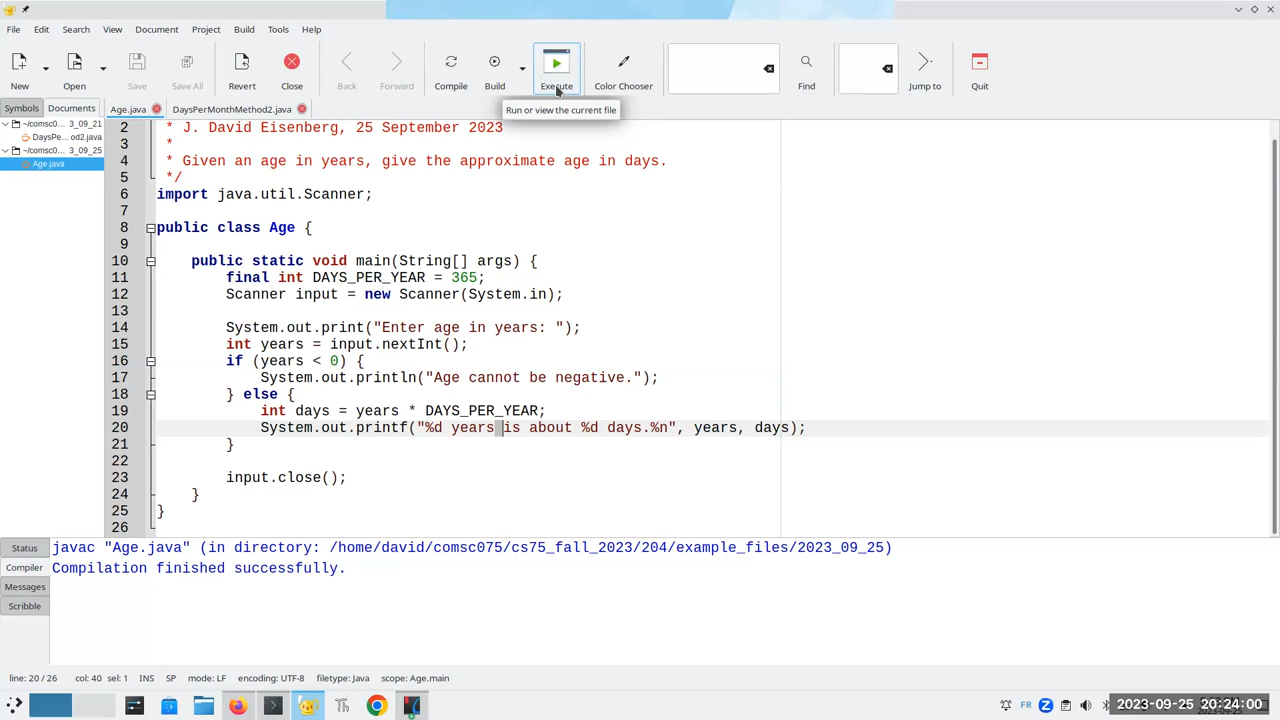 File Edit Search View Document Project Build Tools Help
New Open Save Save All Revert Close Back Forward Compile Build Execute Color Chooser Find Jump to Quit
Run or view the current file
Symbols Documents
Age.java DaysPerMonthMethod2.java
~/comsc0... 3_09_21
DaysPe... od2.java
~/comsc0... 3_09_25
Age.java
2 * J. David Eisenberg, 25 September 2023
3 *
4 * Given an age in years, give the approximate age in days.
5 */
6 import java.util.Scanner;
7
8 public class Age {
9
10 public static void main(String[] args) {
11 final int DAYS_PER_YEAR = 365;
12 Scanner input = new Scanner(System.in);
13
14 System.out.print("Enter age in years: ");
15 int years = input.nextInt();
16 if (years < 0) {
17 System.out.println("Age cannot be negative.");
18 } else {
19 int days = years * DAYS_PER_YEAR;
20 System.out.printf("%d years is about %d days.%n", years, days);
21 }
22
23 input.close();
24 }
25 }
26
Status
Compiler
Messages
Scribble
javac "Age.java" (in directory: /home/david/comsc075/cs75_fall_2023/204/example_files/2023_09_25)
Compilation finished successfully.
line: 20 / 26 col: 40 sel: 1 INS SP mode: LF encoding: UTF-8 filetype: Java scope: Age.main
FR
2023-09-25 20:24:00